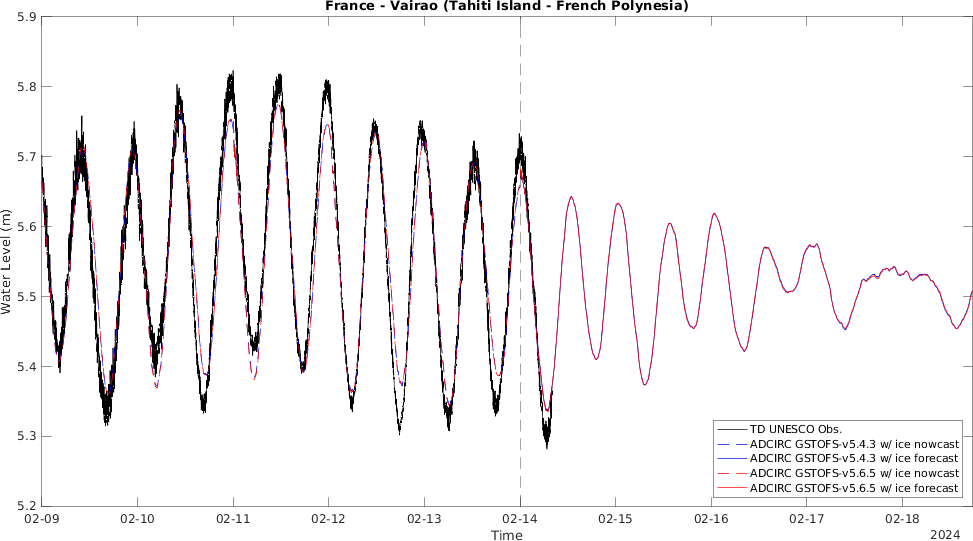 France - Vairao (Tahiti Island - French Polynesia)
5.9
5.8
5.7
5.6
5.5
5.4
5.3
5.2
Water Level (m)
02-09 02-10 02-11 02-12 02-13 02-14 02-15 02-16 02-17 02-18
Time
2024
TD UNESCO Obs.
ADCIRC GSTOFS-v5.4.3 w/ ice nowcast
ADCIRC GSTOFS-v5.4.3 w/ ice forecast
ADCIRC GSTOFS-v5.6.5 w/ ice nowcast
ADCIRC GSTOFS-v5.6.5 w/ ice forecast